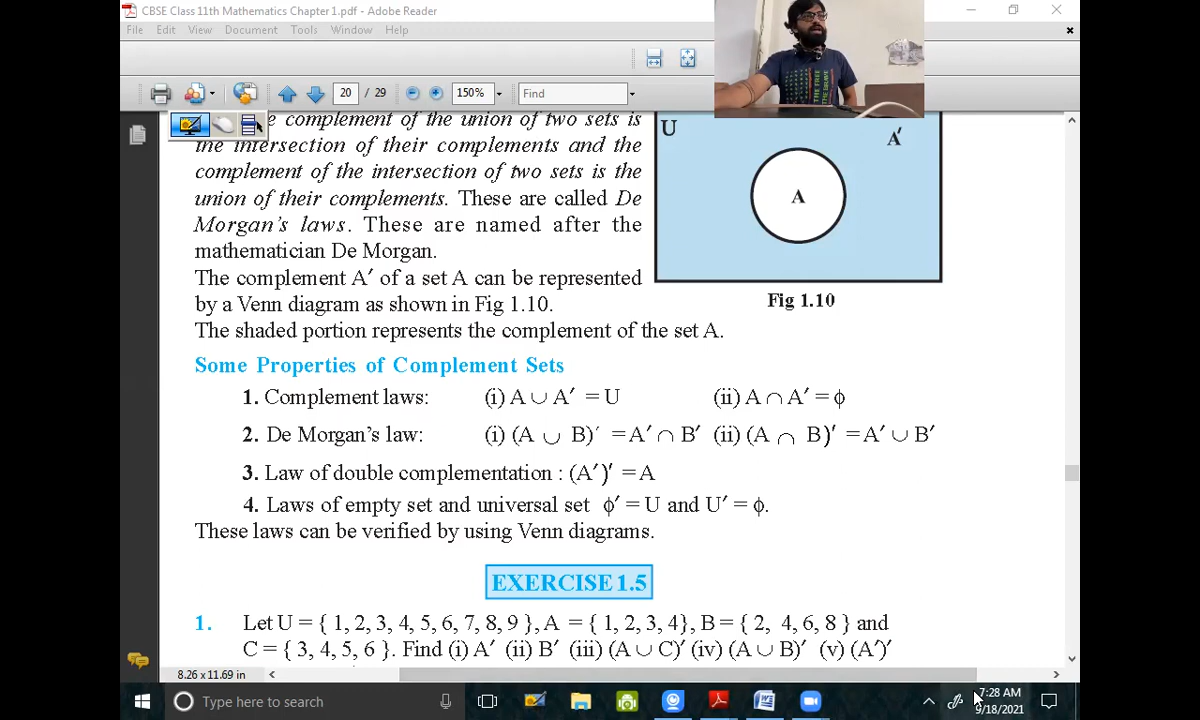 CBSE Class 11th Mathematics Chapter 1.pdf - Adobe Reader
File Edit View Document Tools Window Help
20 / 29 150% Find
e complement of the union of two sets is
the intersection of their complements and the
complement of the intersection of two sets is the
union of their complements. These are called De
Morgan's laws. These are named after the
mathematician De Morgan.
The complement A′ of a set A can be represented
by a Venn diagram as shown in Fig 1.10.
The shaded portion represents the complement of the set A.
U
A′
A
Fig 1.10
Some Properties of Complement Sets
1. Complement laws: (i) A ∪ A′ = U (ii) A ∩ A′ = ϕ
2. De Morgan's law: (i) (A ∪ B)′ = A′ ∩ B′ (ii) (A ∩ B)′ = A′ ∪ B′
3. Law of double complementation : (A′)′ = A
4. Laws of empty set and universal set ϕ′ = U and U′ = ϕ.
These laws can be verified by using Venn diagrams.
EXERCISE 1.5
1. Let U = { 1, 2, 3, 4, 5, 6, 7, 8, 9 }, A = { 1, 2, 3, 4}, B = { 2, 4, 6, 8 } and
C = { 3, 4, 5, 6 }. Find (i) A′ (ii) B′ (iii) (A ∪ C)′ (iv) (A ∪ B)′ (v) (A′)′
8.26 x 11.69 in
Type here to search
7:28 AM
9/18/2021